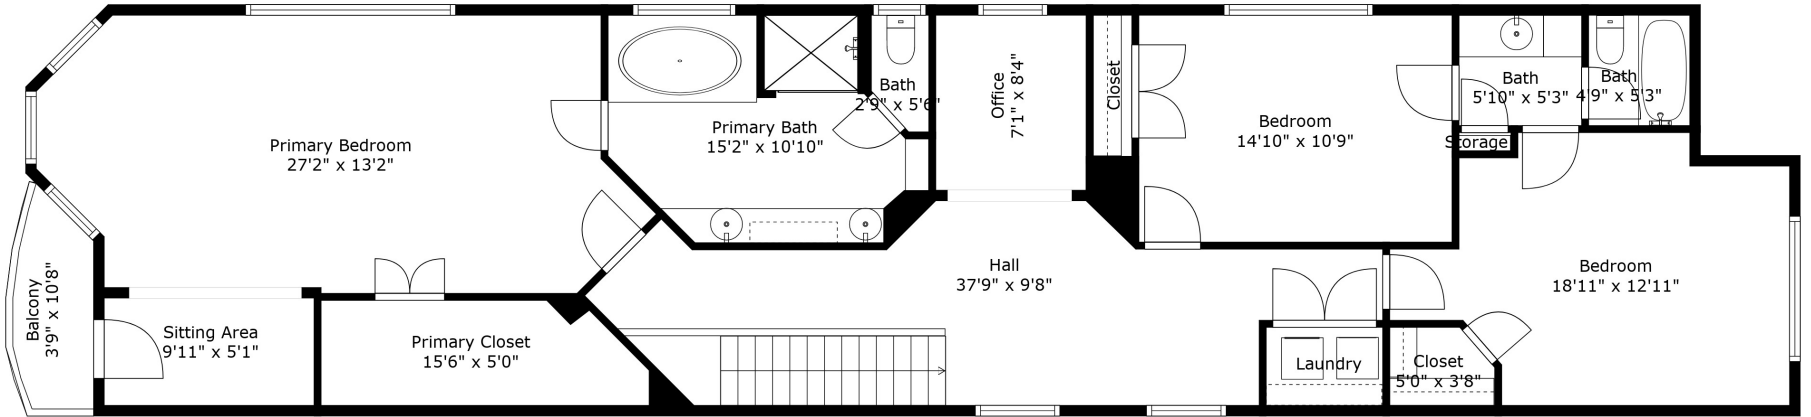 Primary Bedroom
27'2" x 13'2"
Primary Bath
15'2" x 10'10"
Bath
2'9" x 5'6"
Office
7'1" x 8'4"
Closet
Bedroom
14'10" x 10'9"
Bath
5'10" x 5'3"
Bath
4'9" x 5'3"
Storage
Balcony
3'9" x 10'8"
Sitting Area
9'11" x 5'1"
Primary Closet
15'6" x 5'0"
Hall
37'9" x 9'8"
Laundry
Closet
5'0" x 3'8"
Bedroom
18'11" x 12'11"